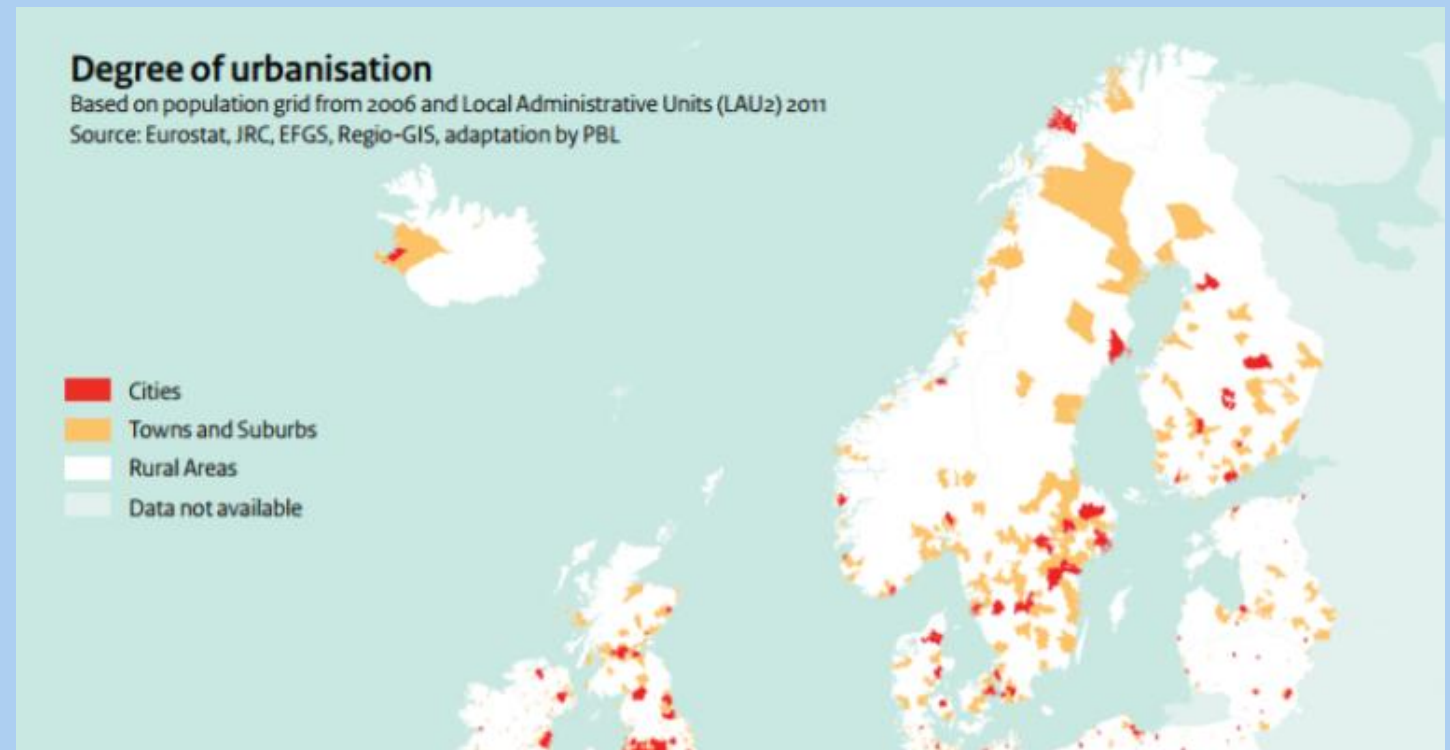 Degree of urbanisation
Based on population grid from 2006 and Local Administrative Units (LAU2) 2011
Source: Eurostat, JRC, EFGS, Regio-GIS, adaptation by PBL
Cities
Towns and Suburbs
Rural Areas
Data not available